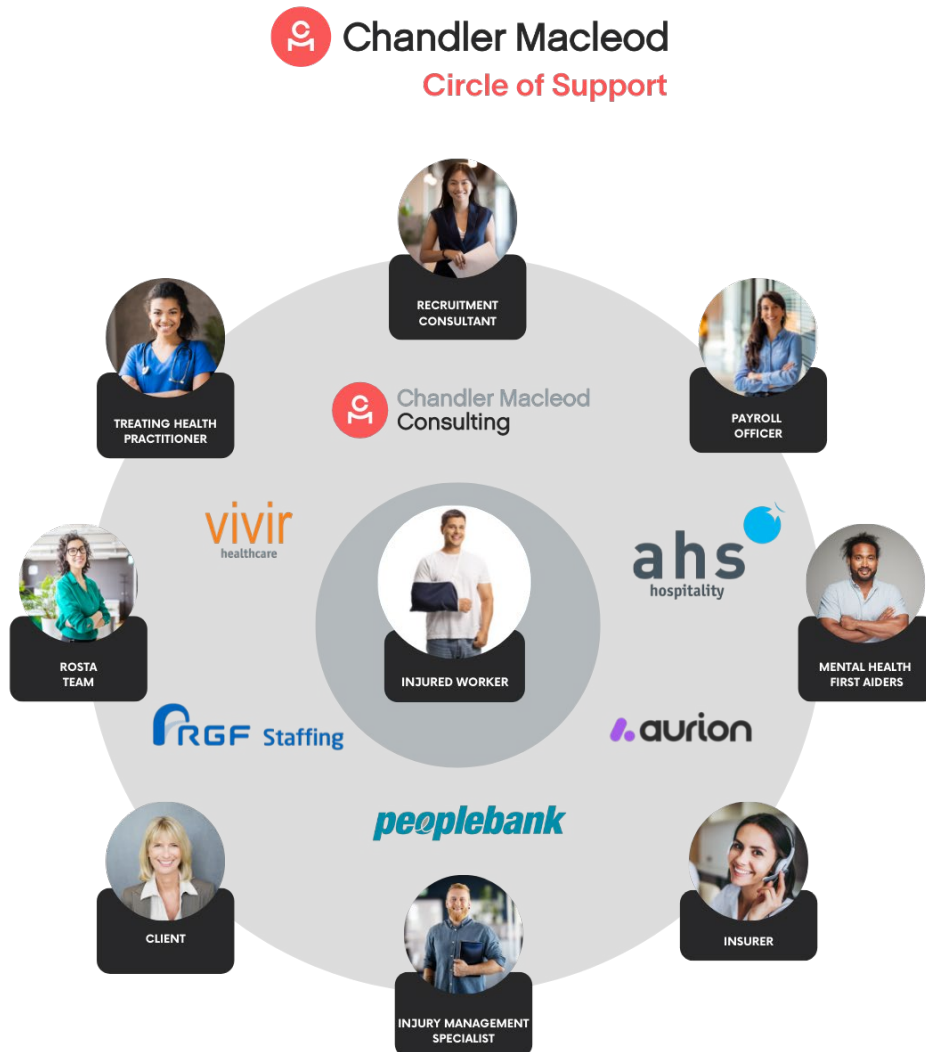 Chandler Macleod
Circle of Support
RECRUITMENT
CONSULTANT
TREATING HEALTH
PRACTITIONER
PAYROLL
OFFICER
Chandler Macleod
Consulting
vivir
healthcare
ahs
hospitality
ROSTA
TEAM
INJURED WORKER
MENTAL HEALTH
FIRST AIDERS
RGF Staffing
aurion
peoplebank
CLIENT
INSURER
INJURY MANAGEMENT
SPECIALIST